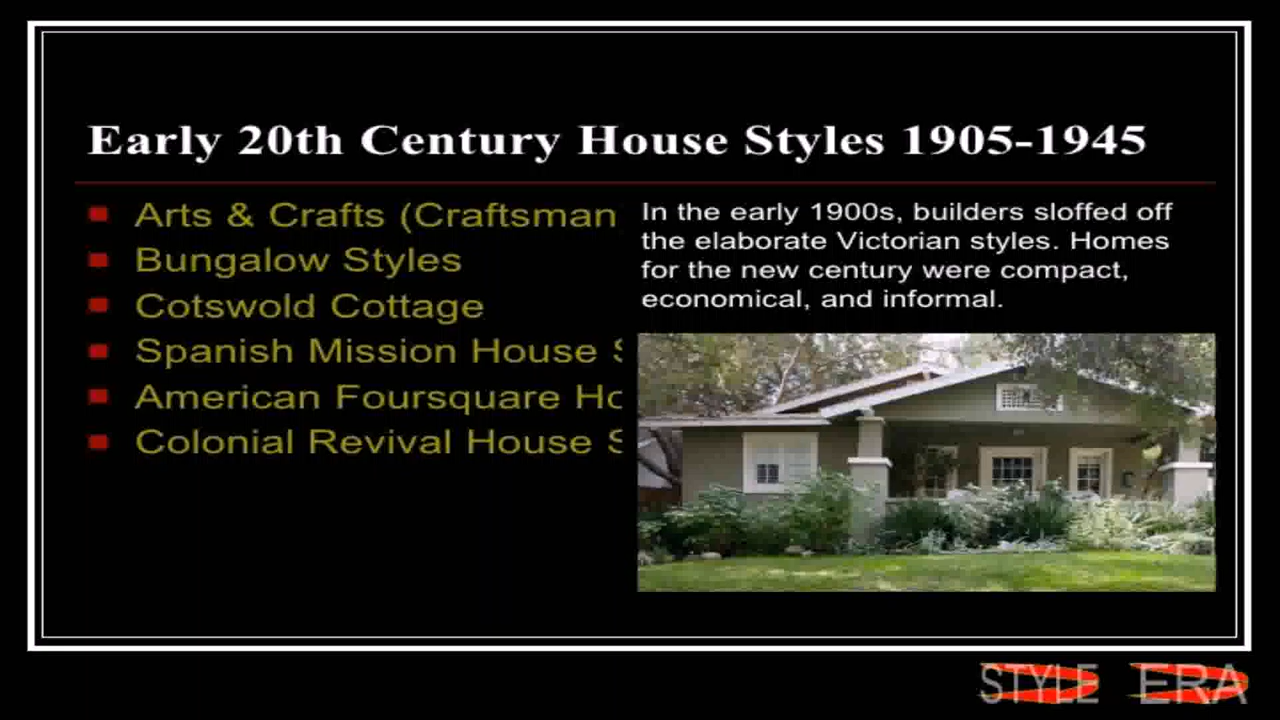 Early 20th Century House Styles 1905-1945
Arts & Crafts (Craftsman
Bungalow Styles
Cotswold Cottage
Spanish Mission House S
American Foursquare Ho
Colonial Revival House S
In the early 1900s, builders sloffed off
the elaborate Victorian styles. Homes
for the new century were compact,
economical, and informal.
STYLE ERA